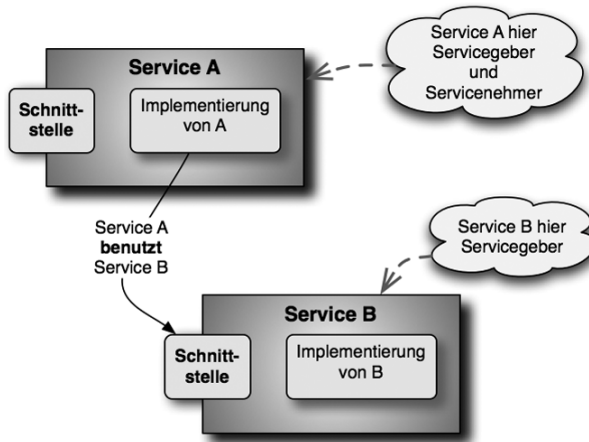 Service A hier
Servicegeber
und
Servicenehmer
Service A
Schnitt-
stelle
Implementierung
von A
Service A
benutzt
Service B
Service B hier
Servicegeber
Service B
Schnitt-
stelle
Implementierung
von B